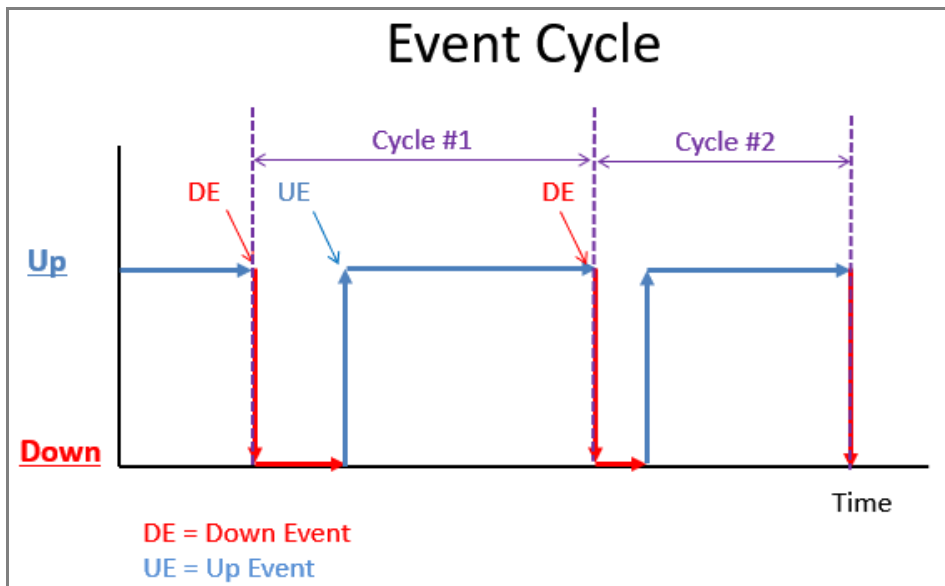 Event Cycle
Cycle #1
Cycle #2
DE
UE
DE
Up
Down
Time
DE = Down Event
UE = Up Event